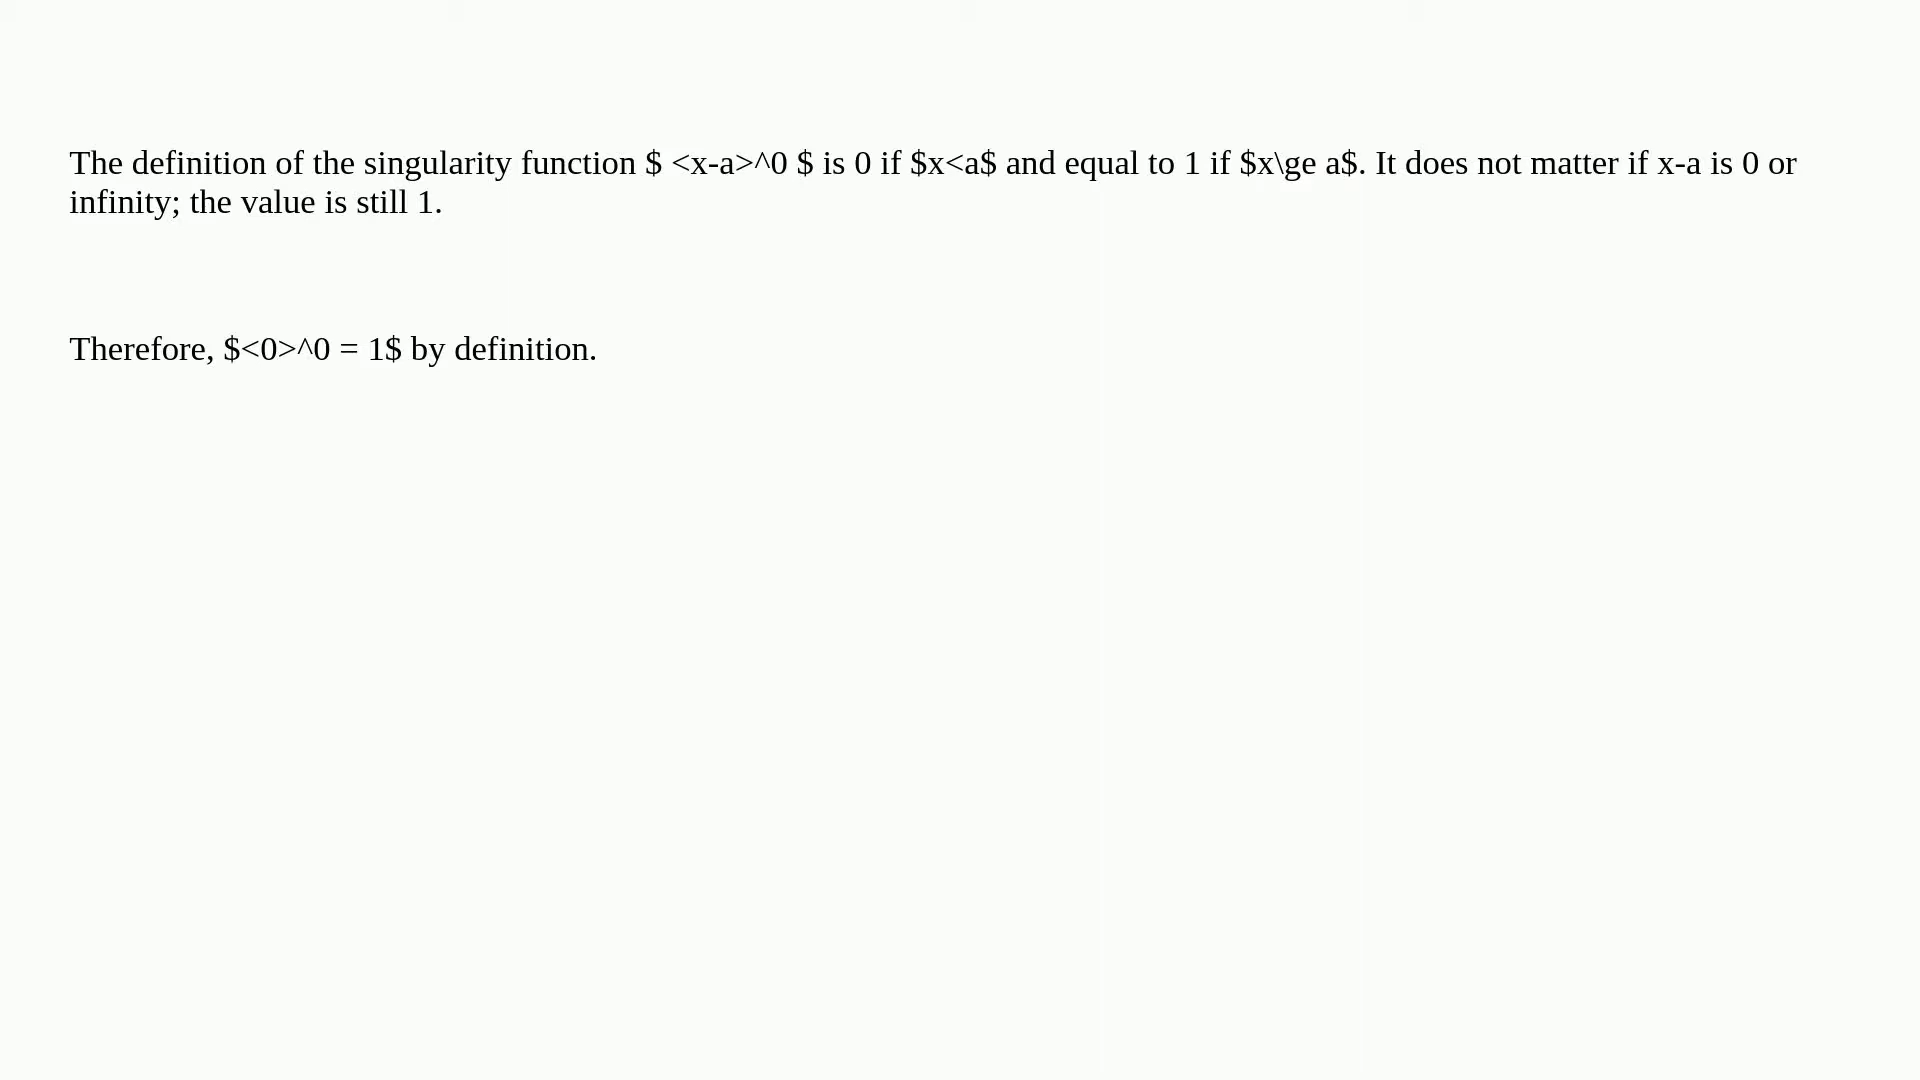 The definition of the singularity function $ <x-a>^0 $ is 0 if $x<a$ and equal to 1 if $x\ge a$. It does not matter if x-a is 0 or
infinity; the value is still 1.
Therefore, $<0>^0 = 1$ by definition.